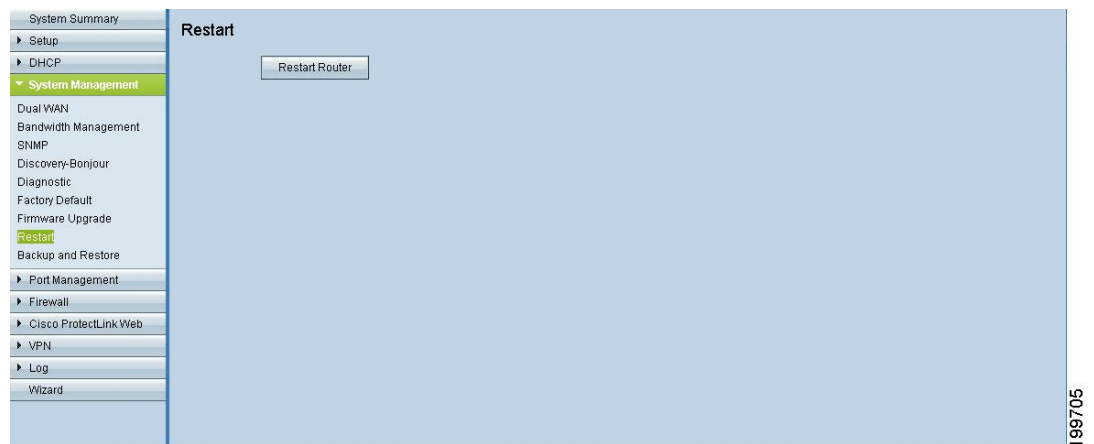 System Summary
Setup
DHCP
System Management
Dual WAN
Bandwidth Management
SNMP
Discovery-Bonjour
Diagnostic
Factory Default
Firmware Upgrade
Restart
Backup and Restore
Port Management
Firewall
Cisco ProtectLink Web
VPN
Log
Wizard
Restart
Restart Router
199705